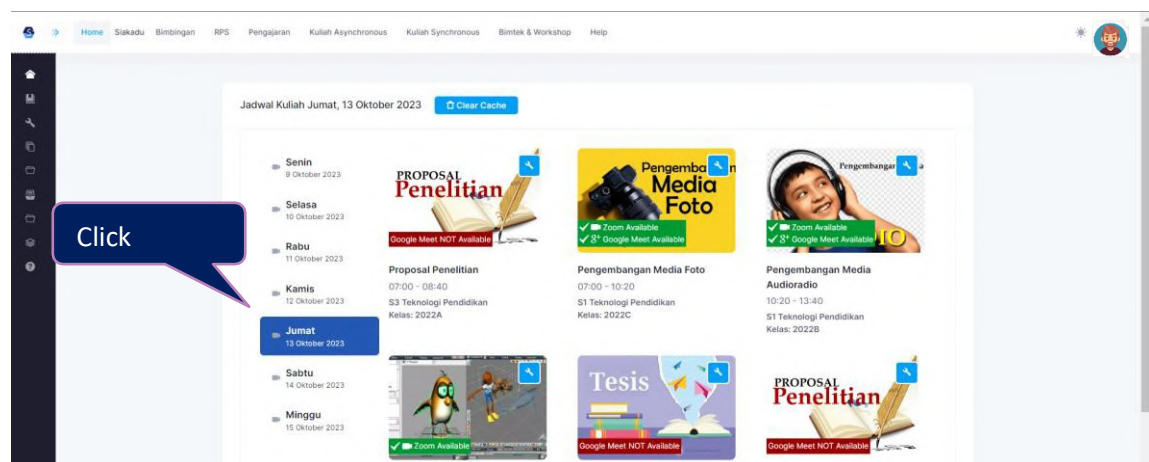 Home Siakadu Bimbingan RPS Pengajaran Kuliah Asynchronous Kuliah Synchronous Bimtek & Workshop Help
Jadwal Kuliah Jumat, 13 Oktober 2023
Clear Cache
Click
Senin
9 Oktober 2023
Selasa
10 Oktober 2023
Rabu
11 Oktober 2023
Kamis
12 Oktober 2023
Jumat
13 Oktober 2023
Sabtu
14 Oktober 2023
Minggu
15 Oktober 2023
PROPOSAL
Penelitian
Google Meet NOT Available
Proposal Penelitian
07:00 - 08:40
S3 Teknologi Pendidikan
Kelas: 2022A
Media
Foto
Zoom Available
Google Meet Available
Pengembangan Media Foto
07:00 - 10:20
S1 Teknologi Pendidikan
Kelas: 2022C
Zoom Available
Google Meet Available
Pengembangan Media
Audioradio
10:20 - 13:40
S1 Teknologi Pendidikan
Kelas: 2022B
Zoom Available
Tesis
Google Meet NOT Available
PROPOSAL
Penelitian
Google Meet NOT Available